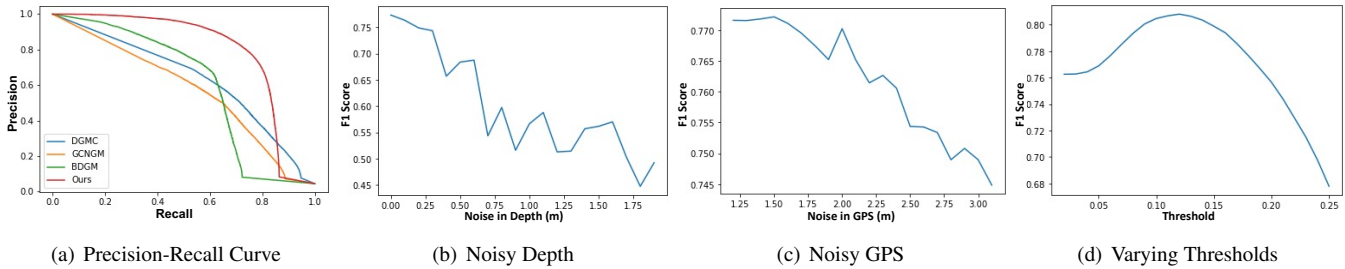 1.0
0.8
0.6
0.4
0.2
0.0
Precision
DGMC
GCNGM
BDGM
Ours
0.0 0.2 0.4 0.6 0.8 1.0
Recall
(a) Precision-Recall Curve
0.75
0.70
0.65
0.60
0.55
0.50
0.45
F1 Score
0.00 0.25 0.50 0.75 1.00 1.25 1.50 1.75
Noise in Depth (m)
(b) Noisy Depth
0.770
0.765
0.760
0.755
0.750
0.745
F1 Score
1.25 1.50 1.75 2.00 2.25 2.50 2.75 3.00
Noise in GPS (m)
(c) Noisy GPS
0.80
0.78
0.76
0.74
0.72
0.70
0.68
F1 Score
0.05 0.10 0.15 0.20 0.25
Threshold
(d) Varying Thresholds